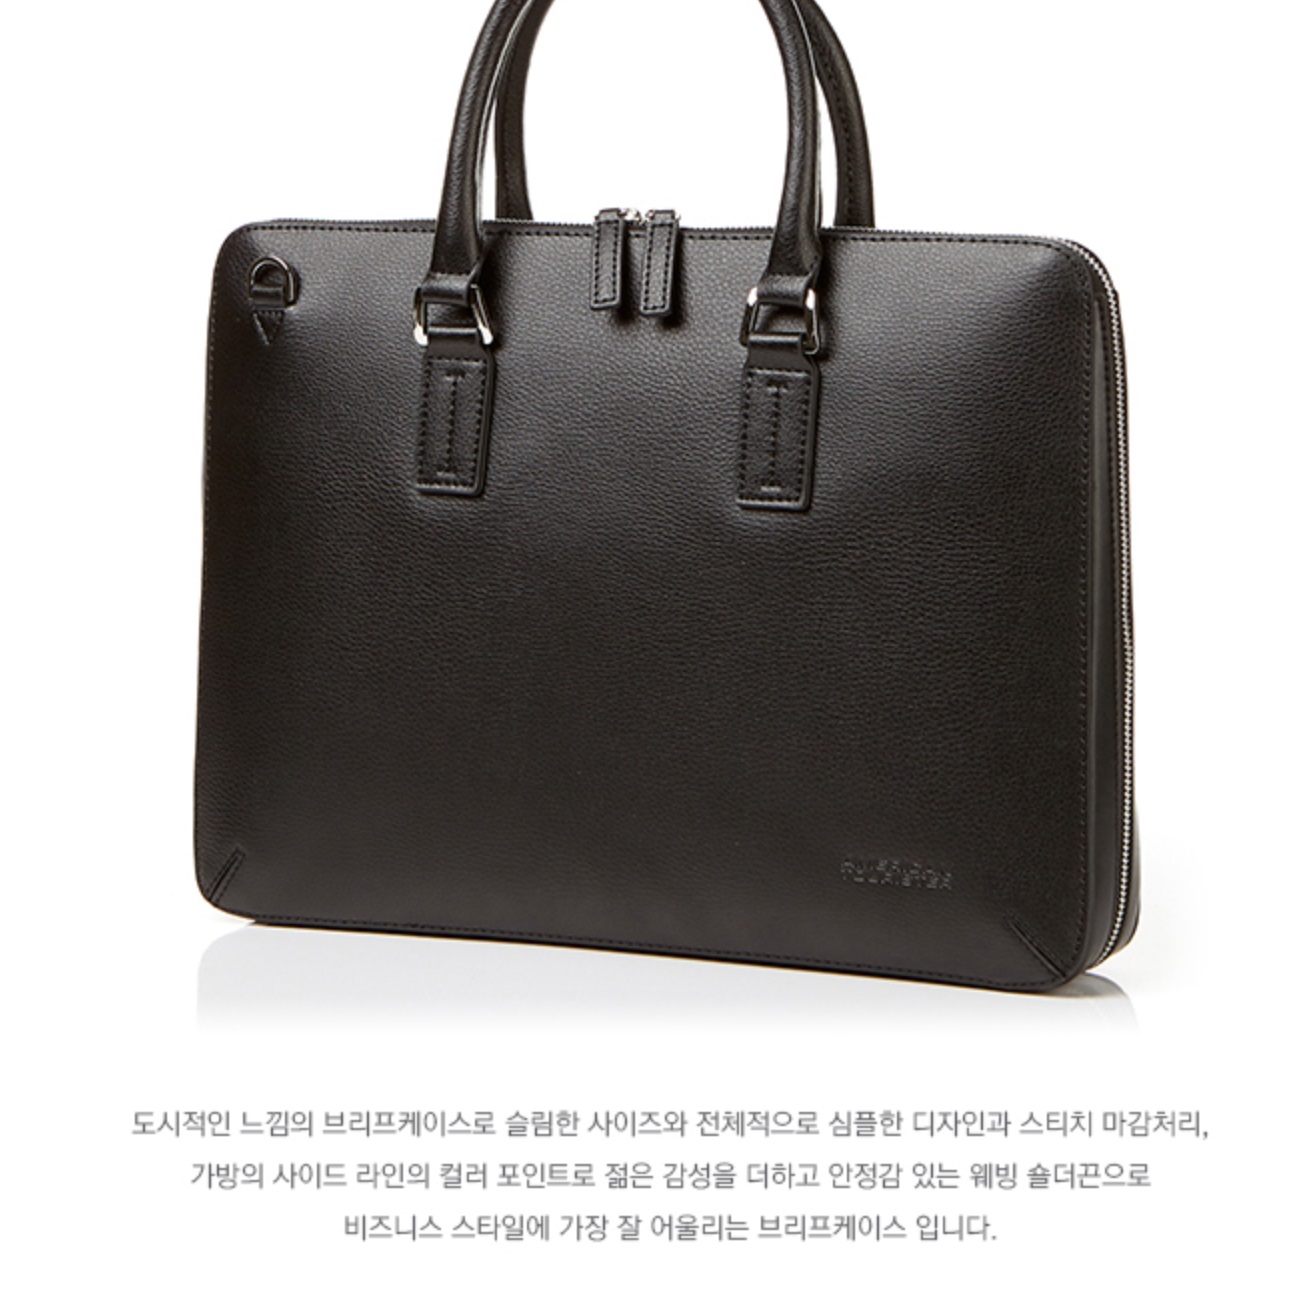 도시적인 느낌의 브리프케이스로 슬림한 사이즈와 전체적으로 심플한 디자인과 스티치 마감처리,
가방의 사이드 라인의 컬러 포인트로 젊은 감성을 더하고 안정감 있는 웨빙 숄더끈으로
비즈니스 스타일에 가장 잘 어울리는 브리프케이스 입니다.